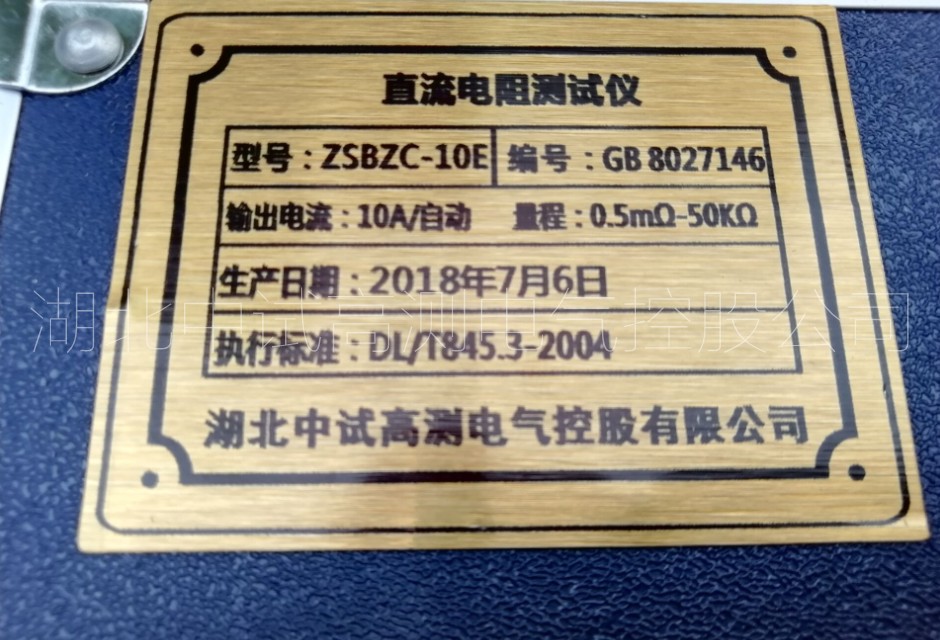 直流电阻测试仪
型号：ZSBZC-10E 编号：GB 8027146
输出电流：10A/自动 量程：0.5mΩ-50KΩ
生产日期：2018年7月6日
湖北中试高测电气控股公司
执行标准：DL/T845.3-2004
湖北中试高测电气控股有限公司